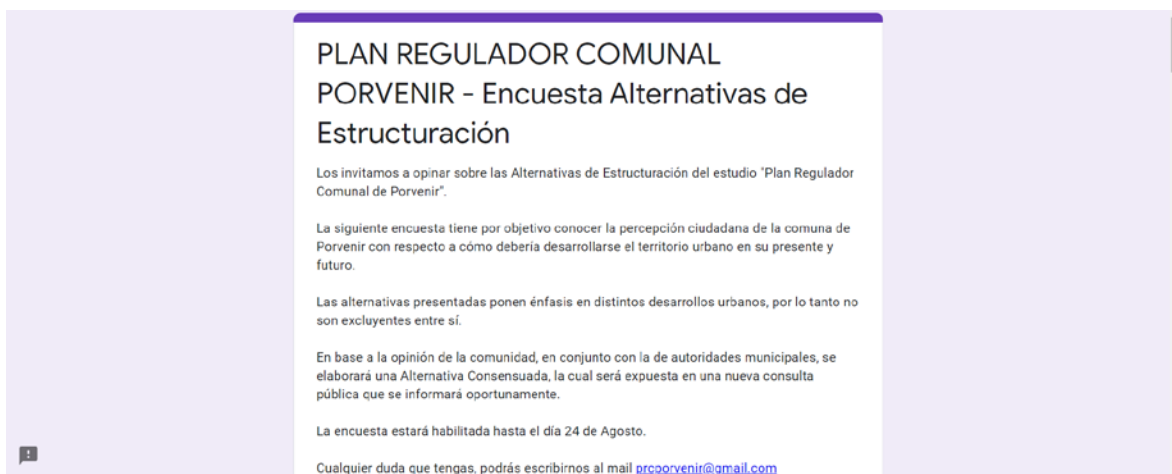 PLAN REGULADOR COMUNAL
PORVENIR - Encuesta Alternativas de
Estructuración
Los invitamos a opinar sobre las Alternativas de Estructuración del estudio "Plan Regulador
Comunal de Porvenir".
La siguiente encuesta tiene por objetivo conocer la percepción ciudadana de la comuna de
Porvenir con respecto a cómo debería desarrollarse el territorio urbano en su presente y
futuro.
Las alternativas presentadas ponen énfasis en distintos desarrollos urbanos, por lo tanto no
son excluyentes entre sí.
En base a la opinión de la comunidad, en conjunto con la de autoridades municipales, se
elaborará una Alternativa Consensuada, la cual será expuesta en una nueva consulta
pública que se informará oportunamente.
La encuesta estará habilitada hasta el día 24 de Agosto.
Cualquier duda que tengas, podrás escribirnos al mail prcporvenir@gmail.com